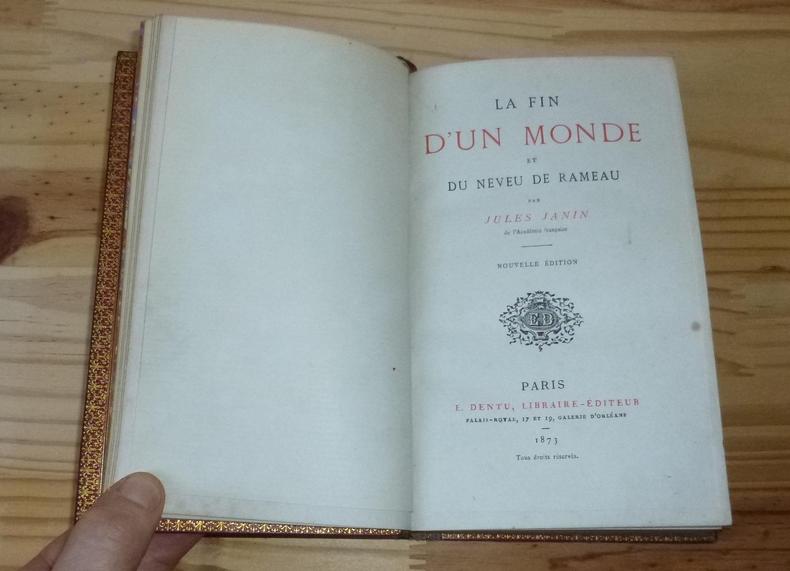 LA FIN
D'UN MONDE
ET
DU NEVEU DE RAMEAU
PAR
JULES JANIN
de l'Académie française
NOUVELLE ÉDITION
ED
PARIS
E. DENTU, LIBRAIRE-ÉDITEUR
PALAIS-ROYAL, 17 ET 19, GALERIE D'ORLÉANS
1873
Tous droits réservés.